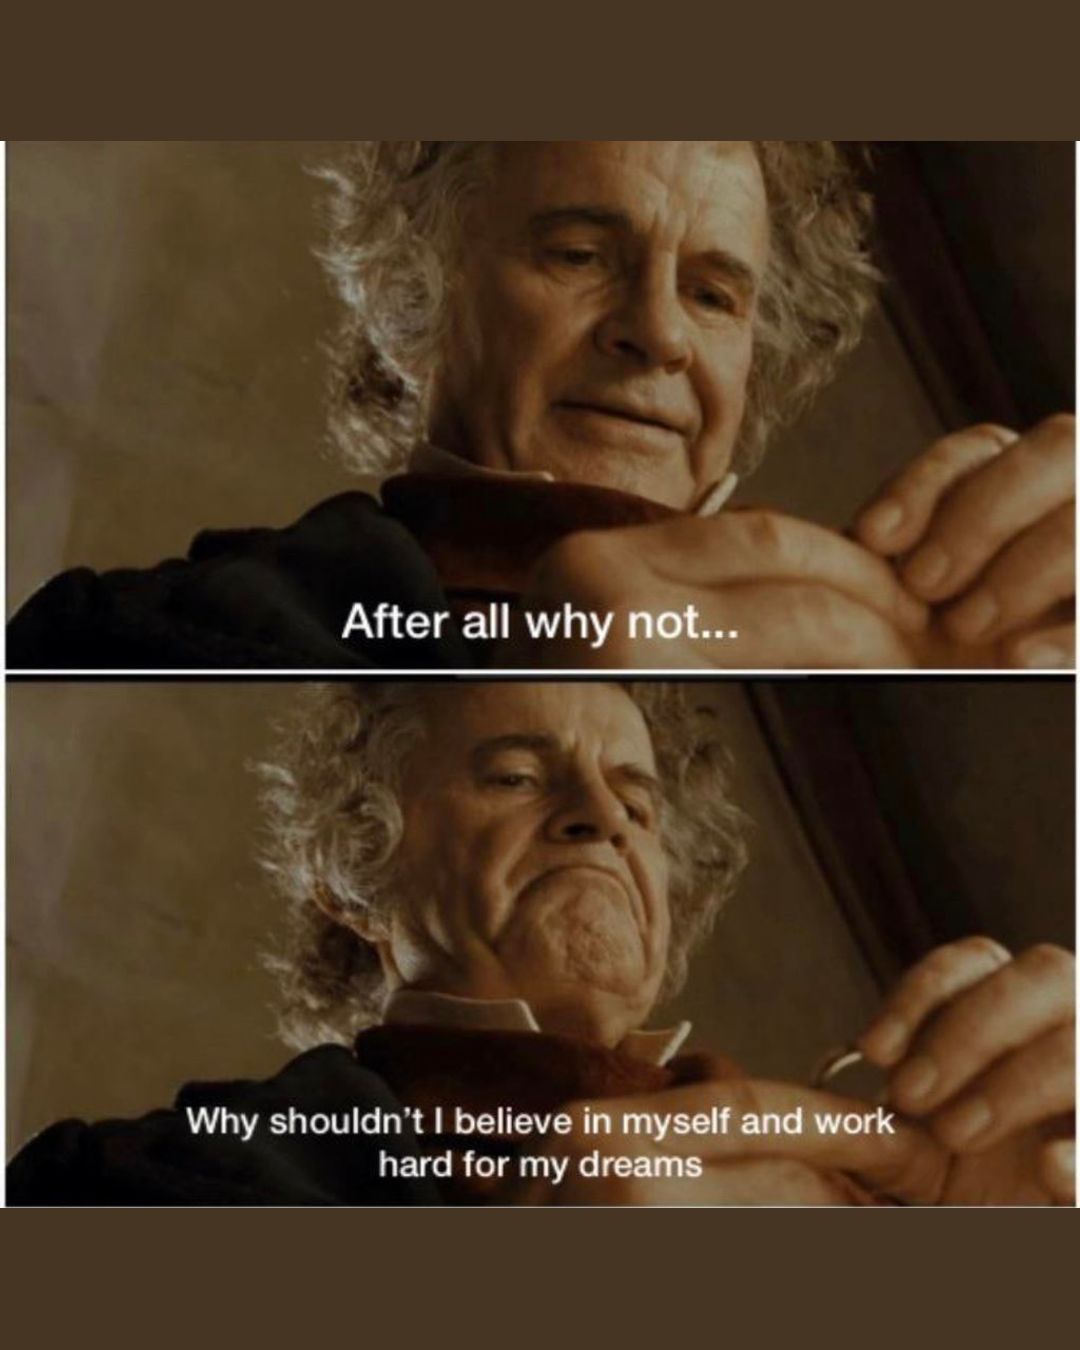 After all why not...
Why shouldn’t I believe in myself and work
hard for my dreams